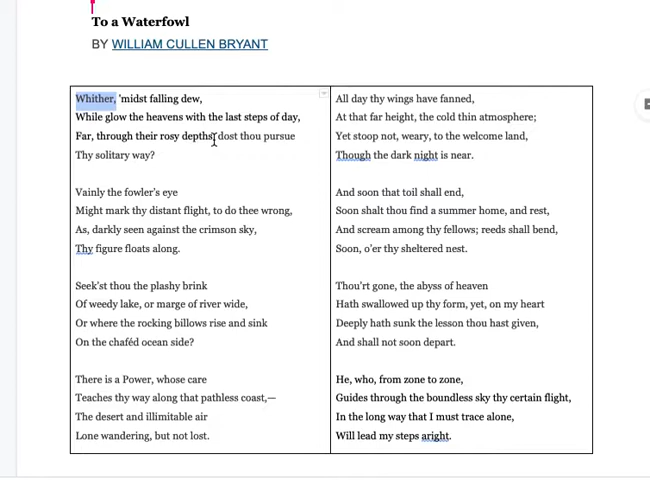 To a Waterfowl
BY WILLIAM CULLEN BRYANT
Whither, 'midst falling dew,
While glow the heavens with the last steps of day,
Far, through their rosy depths, dost thou pursue
Thy solitary way?
Vainly the fowler's eye
Might mark thy distant flight, to do thee wrong,
As, darkly seen against the crimson sky,
Thy figure floats along.
Seek'st thou the plashy brink
Of weedy lake, or marge of river wide,
Or where the rocking billows rise and sink
On the chaféd ocean side?
There is a Power, whose care
Teaches thy way along that pathless coast,—
The desert and illimitable air
Lone wandering, but not lost.
All day thy wings have fanned,
At that far height, the cold thin atmosphere;
Yet stoop not, weary, to the welcome land,
Though the dark night is near.
And soon that toil shall end,
Soon shalt thou find a summer home, and rest,
And scream among thy fellows; reeds shall bend,
Soon, o'er thy sheltered nest.
Thou'rt gone, the abyss of heaven
Hath swallowed up thy form, yet, on my heart
Deeply hath sunk the lesson thou hast given,
And shall not soon depart.
He, who, from zone to zone,
Guides through the boundless sky thy certain flight,
In the long way that I must trace alone,
Will lead my steps aright.